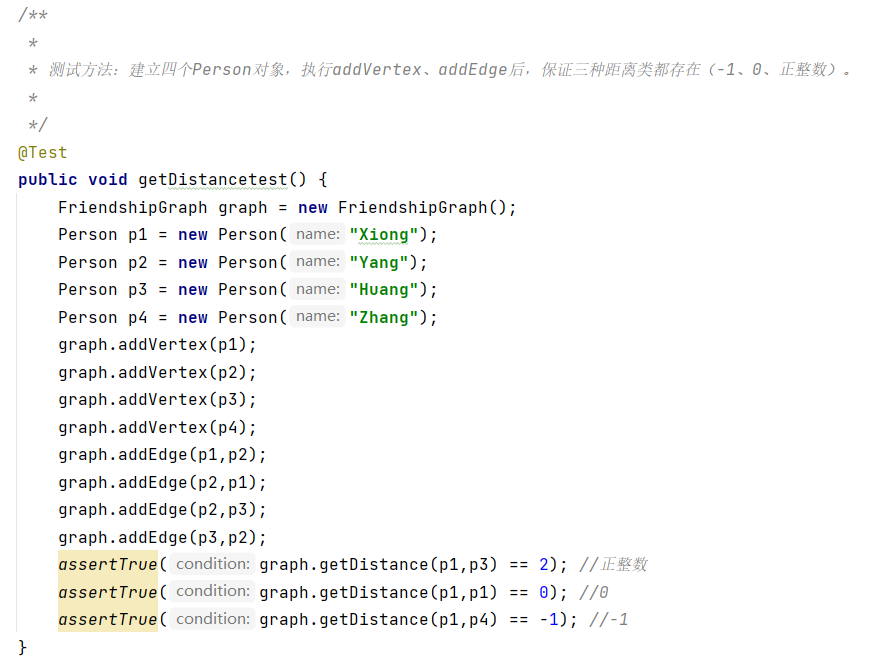 /**
*
* 测试方法：建立四个Person对象，执行addVertex、addEdge后，保证三种距离类都存在（-1、0、正整数）。
*
*/
@Test
public void getDistancetest() {
FriendshipGraph graph = new FriendshipGraph();
Person p1 = new Person( name: "Xiong");
Person p2 = new Person( name: "Yang");
Person p3 = new Person( name: "Huang");
Person p4 = new Person( name: "Zhang");
graph.addVertex(p1);
graph.addVertex(p2);
graph.addVertex(p3);
graph.addVertex(p4);
graph.addEdge(p1,p2);
graph.addEdge(p2,p1);
graph.addEdge(p2,p3);
graph.addEdge(p3,p2);
assertTrue( condition: graph.getDistance(p1,p3) == 2); //正整数
assertTrue( condition: graph.getDistance(p1,p1) == 0); //0
assertTrue( condition: graph.getDistance(p1,p4) == -1); //-1
}